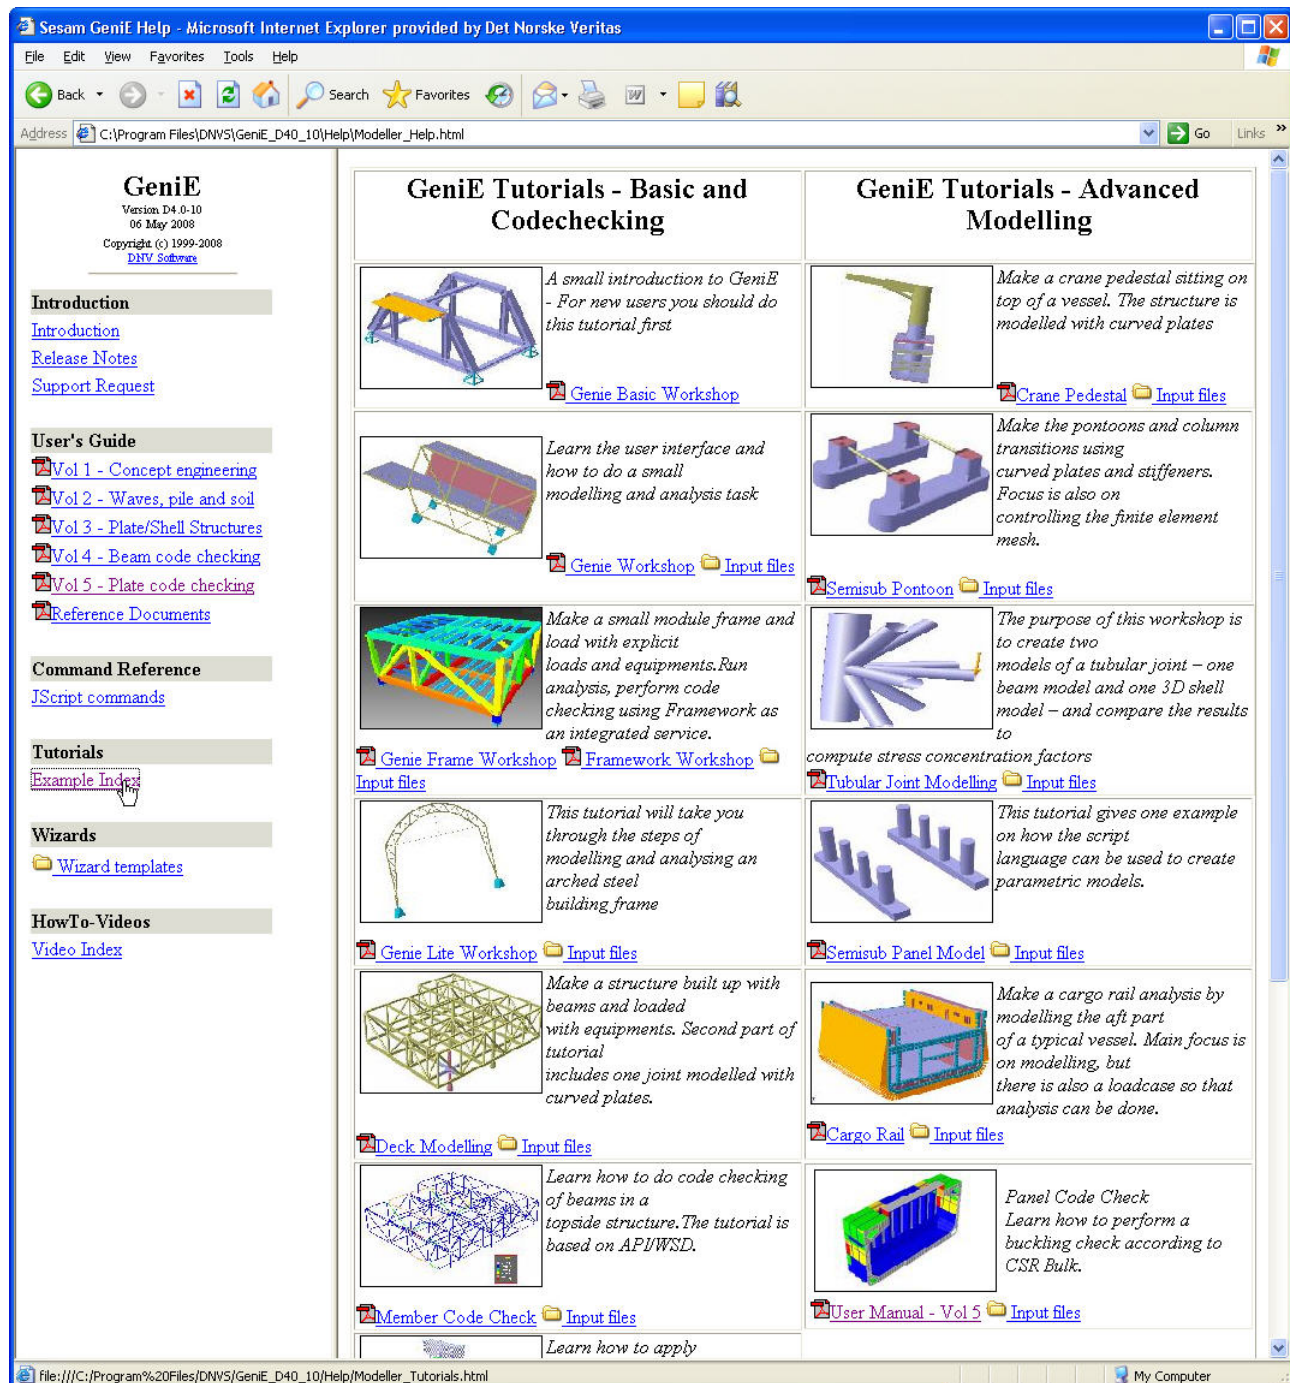 Sesam GeniE Help - Microsoft Internet Explorer provided by Det Norske Veritas
File Edit View Favorites Tools Help
Back Search Favorites
Address C:\Program Files\DNVS\GeniE_D40_10\Help\Modeller_Help.html Go Links »
GeniE
Version D4.0-10
06 May 2008
Copyright (c) 1999-2008
DNV Software
Introduction
Introduction
Release Notes
Support Request
User's Guide
Vol 1 - Concept engineering
Vol 2 - Waves, pile and soil
Vol 3 - Plate/Shell Structures
Vol 4 - Beam code checking
Vol 5 - Plate code checking
Reference Documents
Command Reference
JScript commands
Tutorials
Example Index
Wizards
Wizard templates
HowTo-Videos
Video Index
GeniE Tutorials - Basic and
Codechecking
A small introduction to GeniE
- For new users you should do
this tutorial first
Genie Basic Workshop
Learn the user interface and
how to do a small
modelling and analysis task
Genie Workshop Input files
Make a small module frame and
load with explicit
loads and equipments.Run
analysis, perform code
checking using Framework as
an integrated service.
Genie Frame Workshop Framework Workshop
Input files
This tutorial will take you
through the steps of
modelling and analysing an
arched steel
building frame
Genie Lite Workshop Input files
Make a structure built up with
beams and loaded
with equipments. Second part of
tutorial
includes one joint modelled with
curved plates.
Deck Modelling Input files
Learn how to do code checking
of beams in a
topside structure.The tutorial is
based on API/WSD.
Member Code Check Input files
Learn how to apply
GeniE Tutorials - Advanced
Modelling
Make a crane pedestal sitting on
top of a vessel. The structure is
modelled with curved plates
Crane Pedestal Input files
Make the pontoons and column
transitions using
curved plates and stiffeners.
Focus is also on
controlling the finite element
mesh.
Semisub Pontoon Input files
The purpose of this workshop is
to create two
models of a tubular joint – one
beam model and one 3D shell
model – and compare the results
to
compute stress concentration factors
Tubular Joint Modelling Input files
This tutorial gives one example
on how the script
language can be used to create
parametric models.
Semisub Panel Model Input files
Make a cargo rail analysis by
modelling the aft part
of a typical vessel. Main focus is
on modelling, but
there is also a loadcase so that
analysis can be done.
Cargo Rail Input files
Panel Code Check
Learn how to perform a
buckling check according to
CSR Bulk.
User Manual - Vol 5 Input files
file:///C:/Program%20Files/DNVS/GeniE_D40_10/Help/Modeller_Tutorials.html My Computer